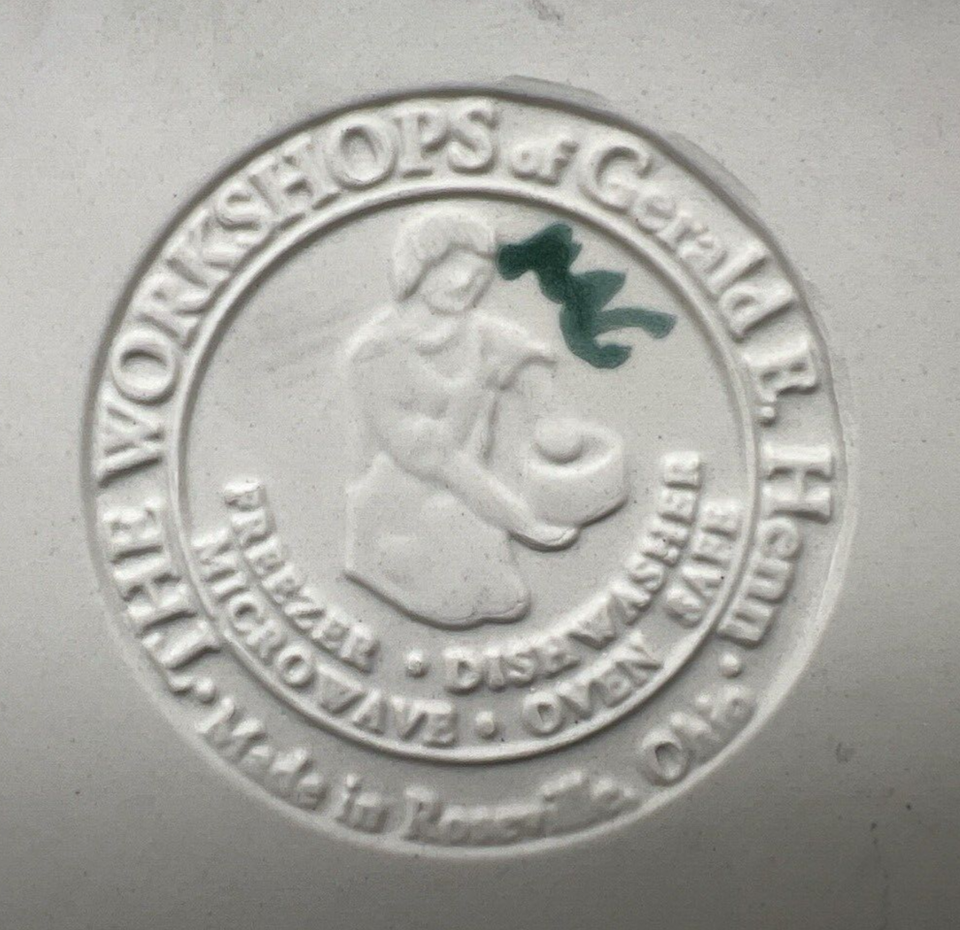 THE WORKSHOPS of Gerald E. Henn
• Made in Roseville, Ohio •
FREEZER • DISHWASHER
MICROWAVE • OVEN SAFE